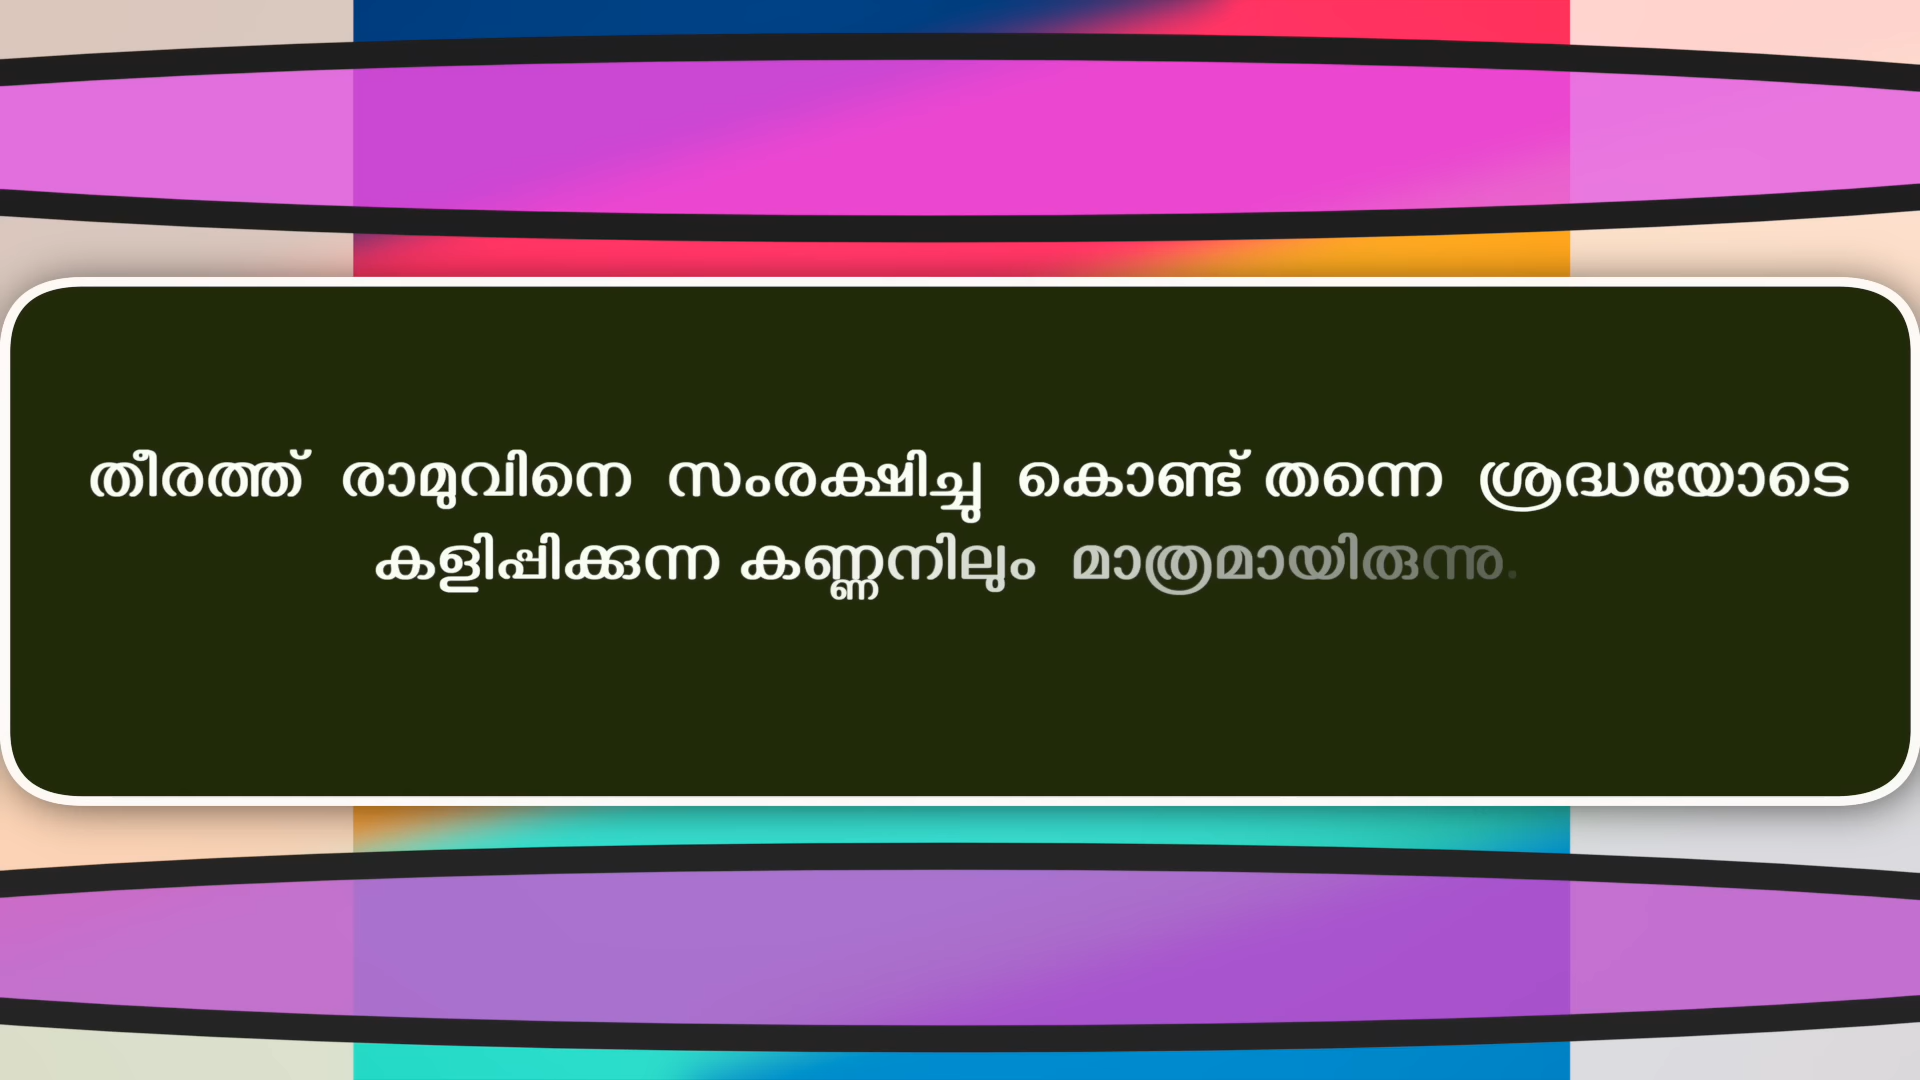 തീരത്ത് രാമുവിനെ സംരക്ഷിച്ചു കൊണ്ട് തന്നെ ശ്രദ്ധയോടെ
കളിപ്പിക്കുന്ന കണ്ണനിലും മാത്രമായിരുന്നു.